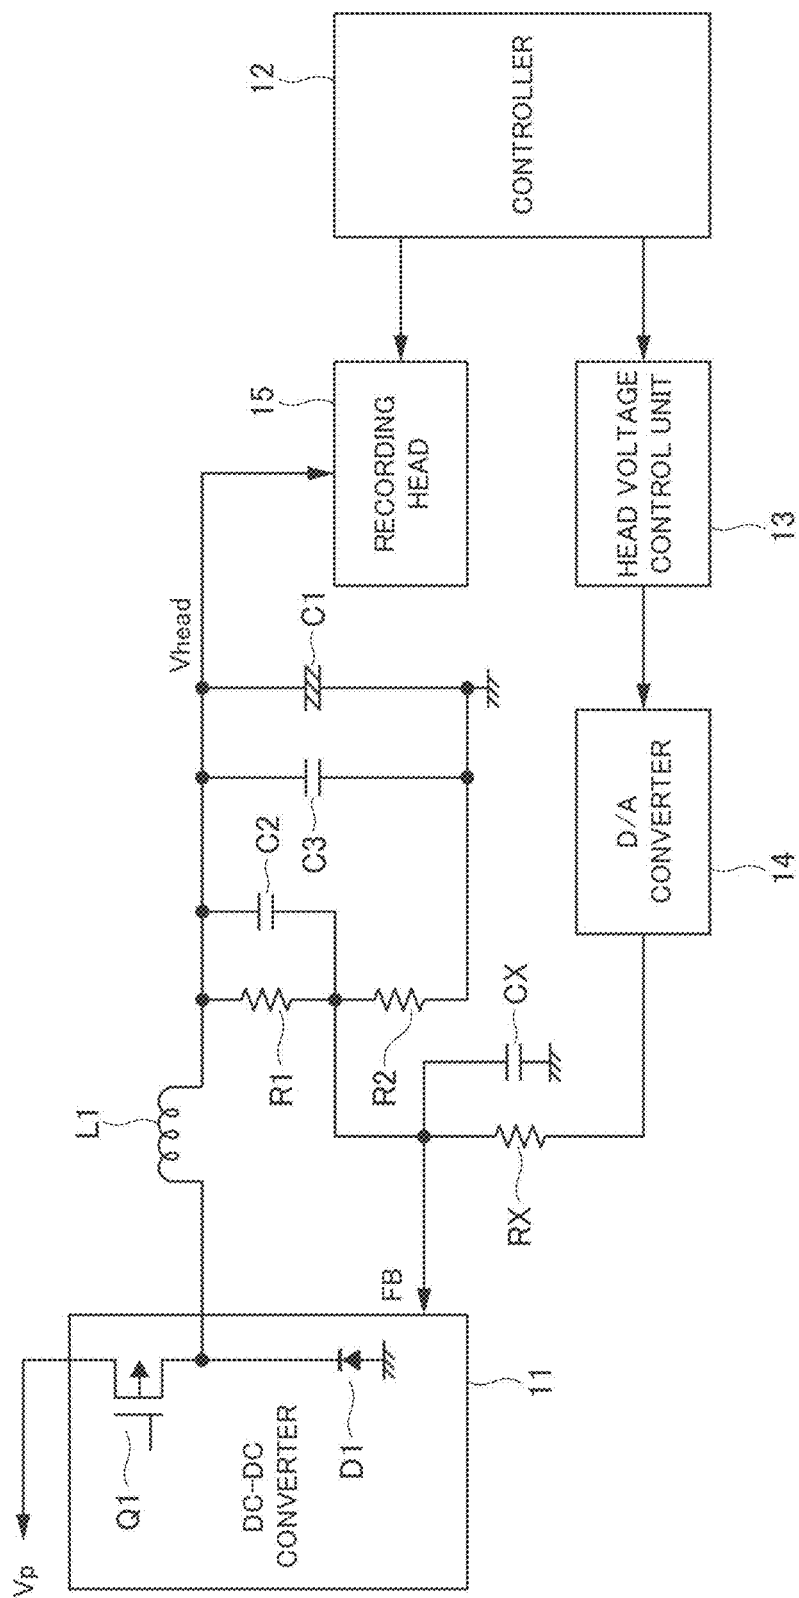 Vp
Q1
DC-DC
CONVERTER
D1
11
FB
L1
R1
R2
RX
CX
C2
C3
C1
Vhead
D/A
CONVERTER
14
RECORDING
HEAD
15
HEAD VOLTAGE
CONTROL UNIT
13
CONTROLLER
12